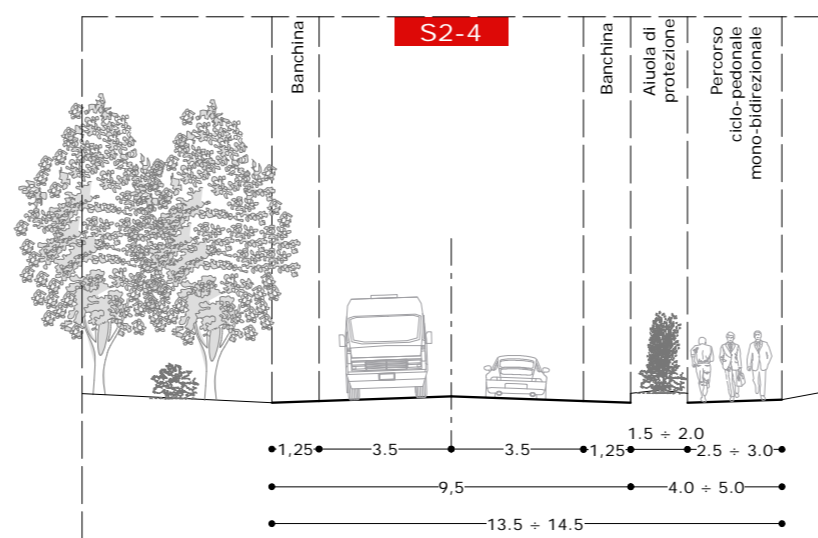 S2-4
Banchina
Banchina
Aiuola di
protezione
Percorso
ciclo-pedonale
mono-bidirezionale
1.5 ÷ 2.0
1,25
3.5
3.5
1,25
2.5 ÷ 3.0
9,5
4.0 ÷ 5.0
13.5 ÷ 14.5